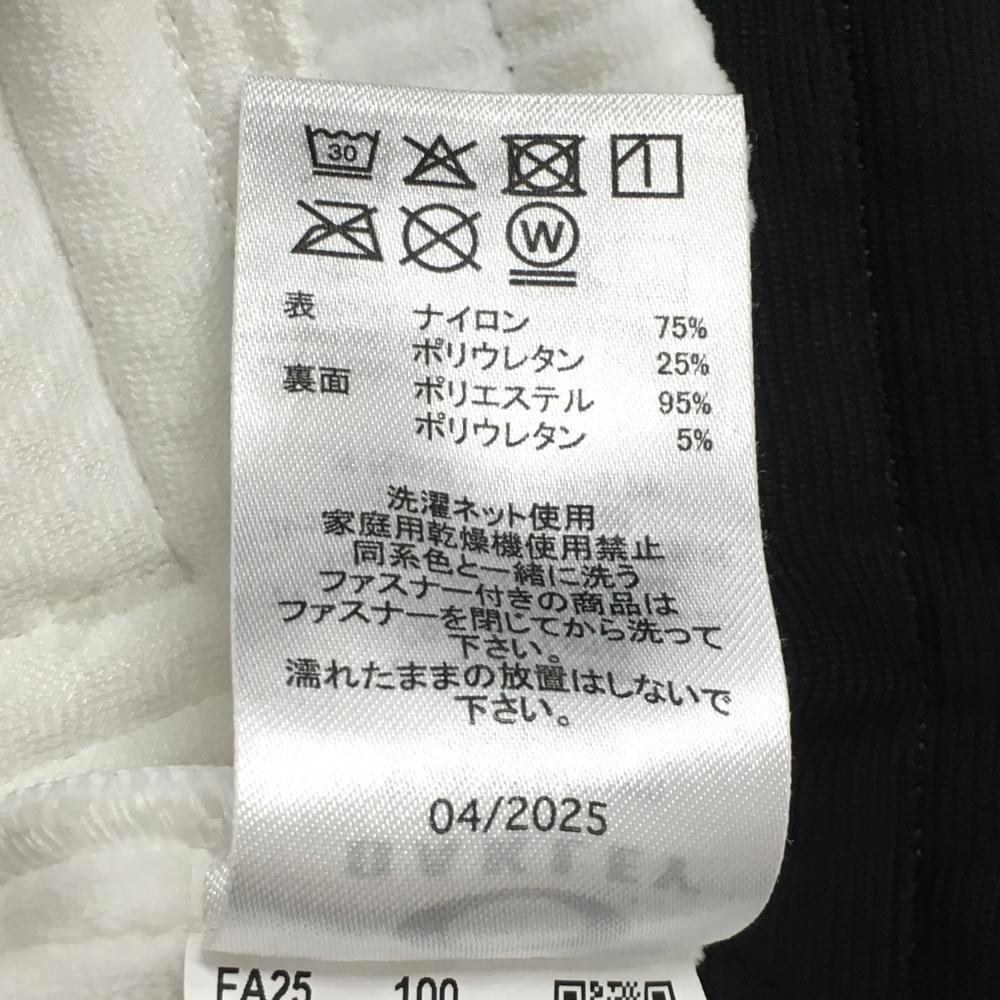 30
W
表 ナイロン 75%
ポリウレタン 25%
裏面 ポリエステル 95%
ポリウレタン 5%
洗濯ネット使用
家庭用乾燥機使用禁止
同系色と一緒に洗う
ファスナー付きの商品は
ファスナーを閉じてから洗って
下さい。
濡れたままの放置はしないで
下さい。
04/2025
OAKLEY
FA25 100